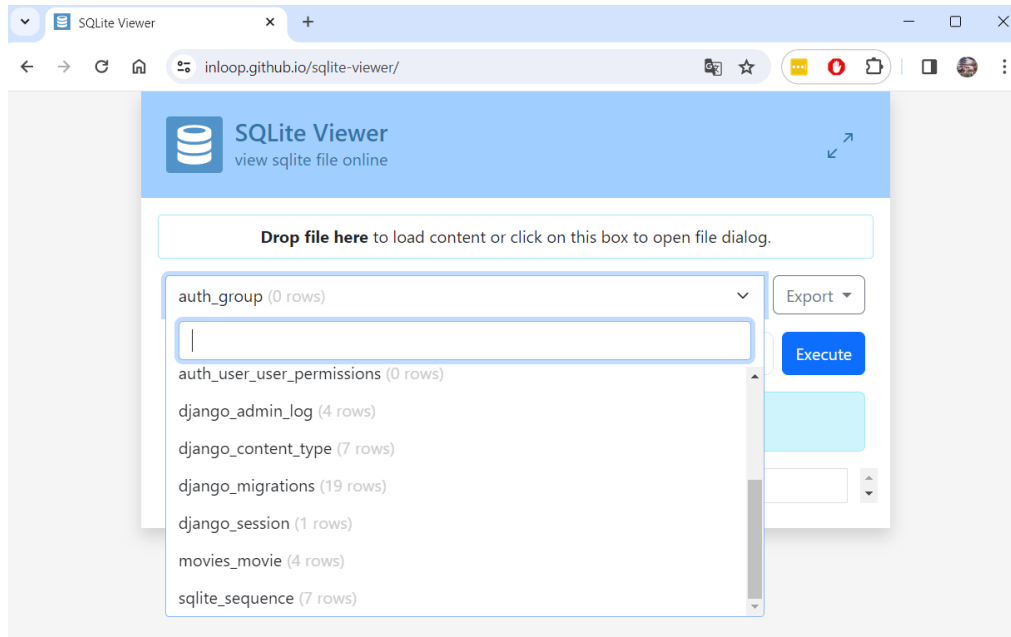 SQLite Viewer
inloop.github.io/sqlite-viewer/
SQLite Viewer
view sqlite file online
Drop file here to load content or click on this box to open file dialog.
auth_group (0 rows)
Export
Execute
auth_user_user_permissions (0 rows)
django_admin_log (4 rows)
django_content_type (7 rows)
django_migrations (19 rows)
django_session (1 rows)
movies_movie (4 rows)
sqlite_sequence (7 rows)